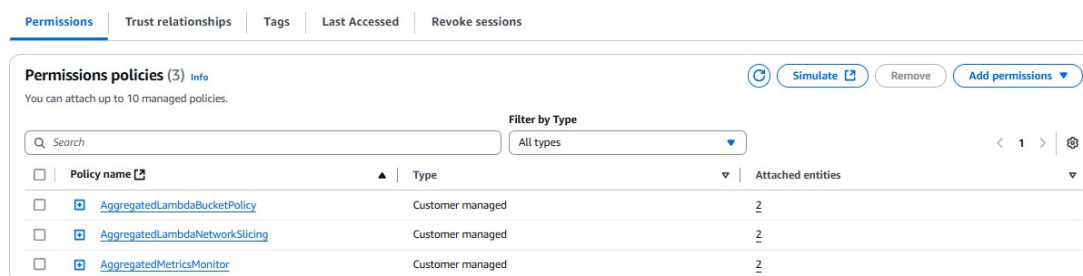 Permissions Trust relationships Tags Last Accessed Revoke sessions
Permissions policies (3) Info
Simulate Remove Add permissions
You can attach up to 10 managed policies.
Filter by Type
Search All types 1
Policy name Type Attached entities
AggregatedLambdaBucketPolicy Customer managed 2
AggregatedLambdaNetworkSlicing Customer managed 2
AggregatedMetricsMonitor Customer managed 2